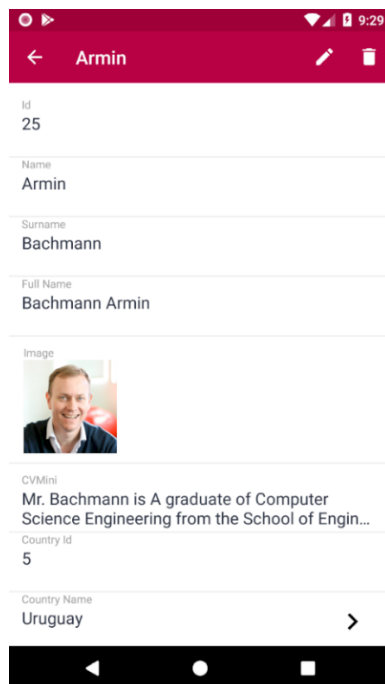 9:29
Armin
Id
25
Name
Armin
Surname
Bachmann
Full Name
Bachmann Armin
Image
CVMini
Mr. Bachmann is A graduate of Computer
Science Engineering from the School of Engin...
Country Id
5
Country Name
Uruguay